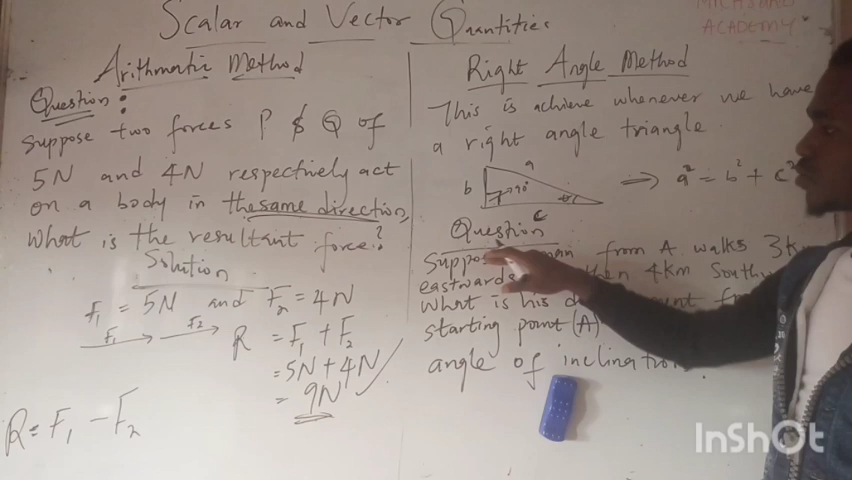 Scalar and Vector Quantities
ACADEMY
Arithmatic Method
Question:
Suppose two forces P & Q of
5N and 4N respectively act
on a body in the same direction,
What is the resultant force?
Solution
F₁ = 5N and F₂ = 4N
F₁ F₂ R = F₁ + F₂
= 5N + 4N
= 9N
R = F₁ - F₂
Right Angle Method
This is achieve whenever we have
a right angle triangle.
b a 90° θ c ⇒ a² = b² + c²
Question
man from A walks 3k
eastwards then 4km
What is his
starting point (A)
angle of inclination.
InShOt